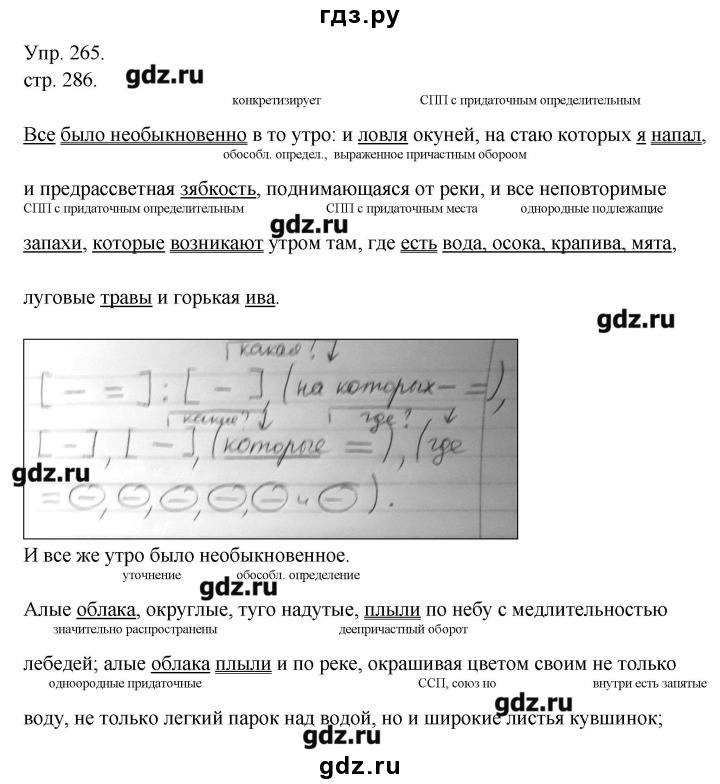 гдз.ру
Упр. 265.
стр. 286.
gdz.ru
конкретизирует СПП с придаточным определительным
Все было необыкновенно в то утро: и ловля окуней, на стаю которых я напал,
обособл. определ., выраженное причастным обороом
и предрассветная зябкость, поднимающаяся от реки, и все неповторимые
СПП с придаточным определительным СПП с придаточным места однородные подлежащие
gdz.ru
запахи, которые возникают утром там, где есть вода, осока, крапива, мята,
луговые травы и горькая ива.
gdz.ru
какая?
[ – = ] : [ – ], (на которых – =),
какие? где?
[ – ], [ – ], (которые = ), (где
gdz.ru
= –, –, –, –, – и – ).
И все же утро было необыкновенное.
уточнение обособл. определение
gdz.ru
Алые облака, округлые, туго надутые, плыли по небу с медлительностью
значительно распространены деепричастный оборот
лебедей; алые облака плыли и по реке, окрашивая цветом своим не только
одноородные придаточные ССП, союз но внутри есть запятые
gdz.ru
воду, не только легкий парок над водой, но и широкие листья кувшинок;
gdz.ru
gdz.ru